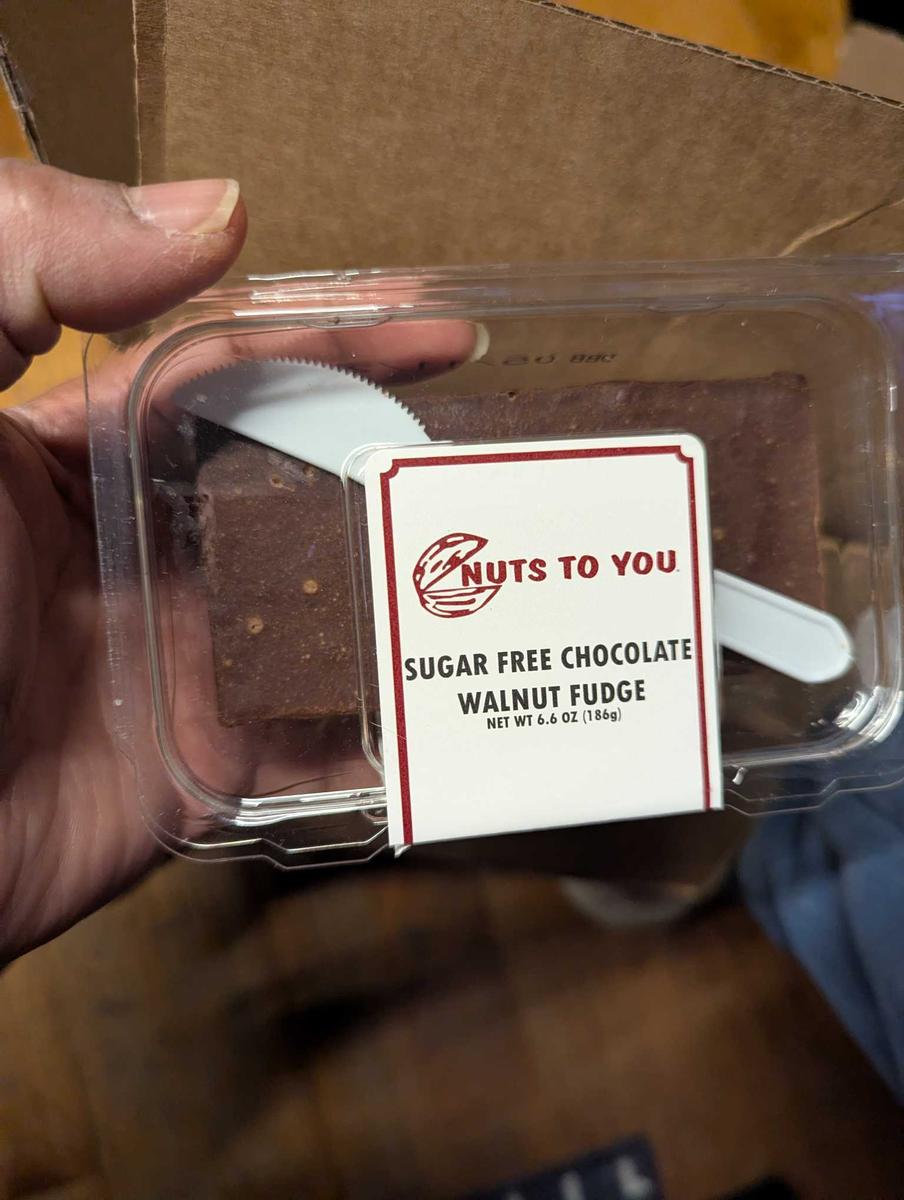 NUTS TO YOU
SUGAR FREE CHOCOLATE
WALNUT FUDGE
NET WT 6.6 OZ (186g)